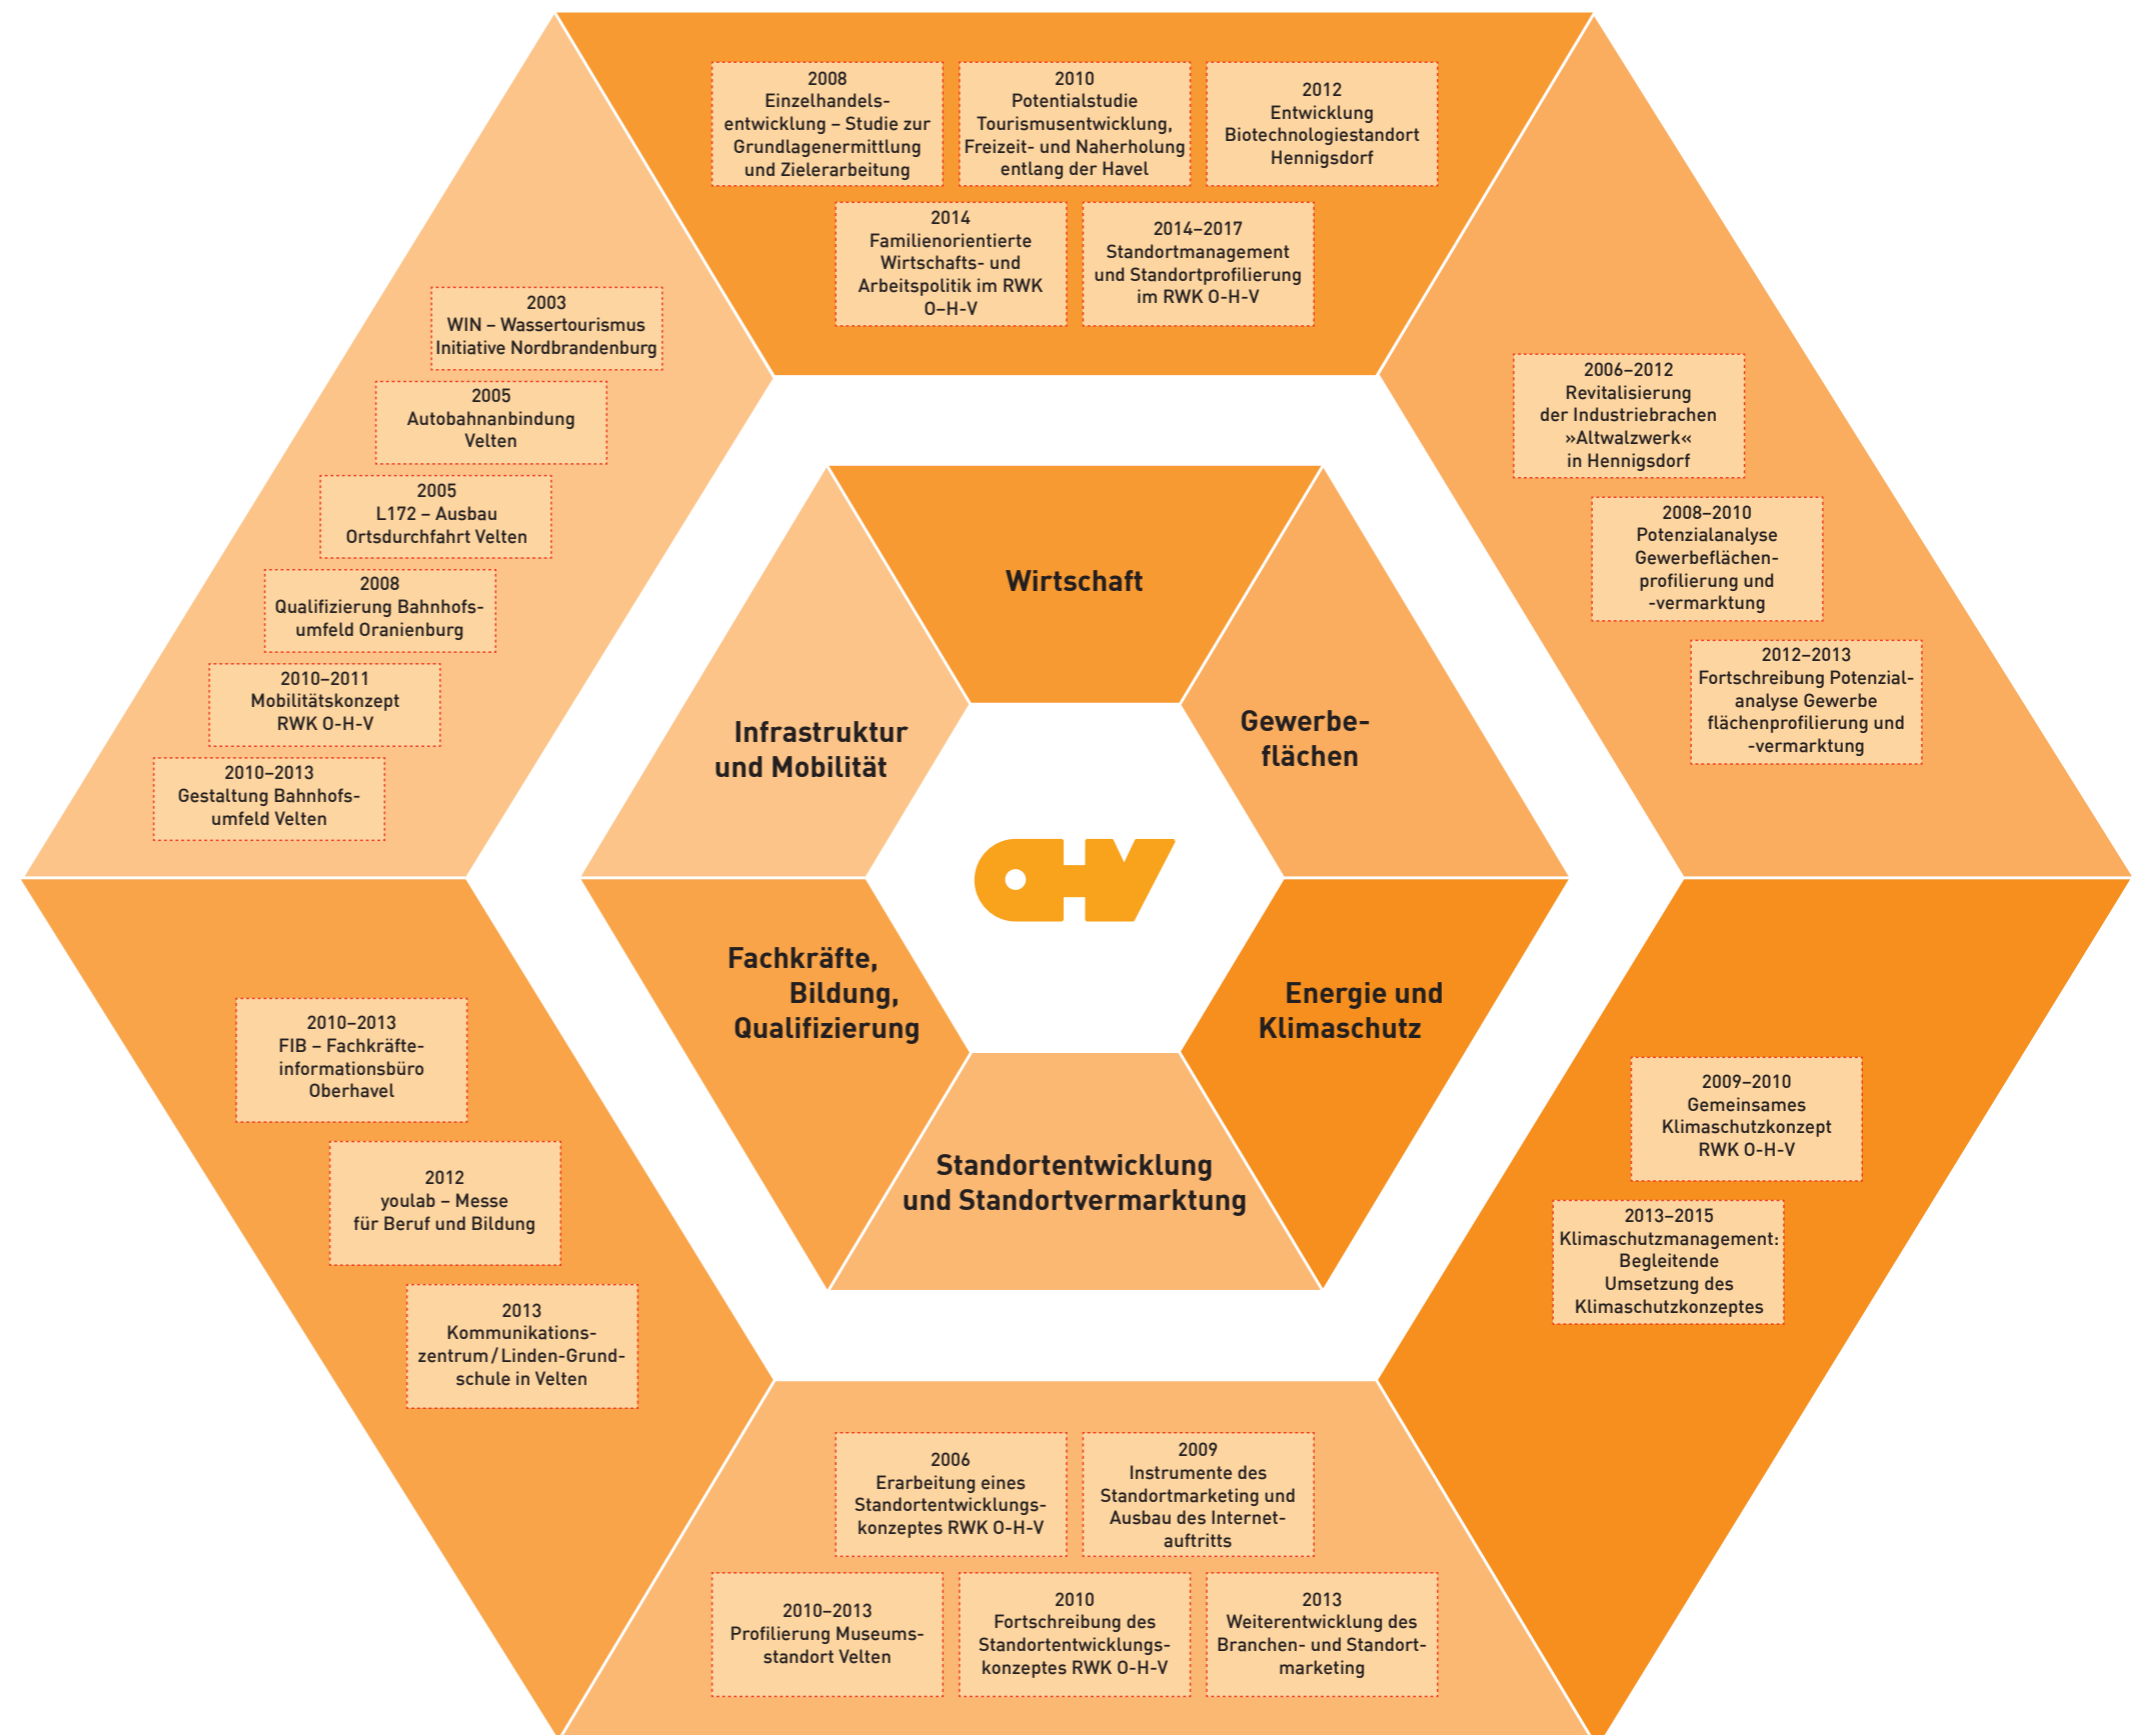 2008
Einzelhandels-
entwicklung – Studie zur
Grundlagenermittlung
und Zielerarbeitung
2010
Potentialstudie
Tourismusentwicklung,
Freizeit- und Naherholung
entlang der Havel
2012
Entwicklung
Biotechnologiestandort
Hennigsdorf
2014
Familienorientierte
Wirtschafts- und
Arbeitspolitik im RWK
O–H-V
2014–2017
Standortmanagement
und Standortprofilierung
im RWK O-H-V
2003
WIN – Wassertourismus
Initiative Nordbrandenburg
2005
Autobahnanbindung
Velten
2005
L172 – Ausbau
Ortsdurchfahrt Velten
2008
Qualifizierung Bahnhofs-
umfeld Oranienburg
2010–2011
Mobilitätskonzept
RWK O-H-V
2010–2013
Gestaltung Bahnhofs-
umfeld Velten
2006–2012
Revitalisierung
der Industriebrachen
»Altwalzwerk«
in Hennigsdorf
2008–2010
Potenzialanalyse
Gewerbeflächen-
profilierung und
-vermarktung
2012–2013
Fortschreibung Potenzial-
analyse Gewerbe
flächenprofilierung und
-vermarktung
Wirtschaft
Infrastruktur
und Mobilität
Gewerbe-
flächen
OHV
Fachkräfte,
Bildung,
Qualifizierung
Energie und
Klimaschutz
Standortentwicklung
und Standortvermarktung
2010–2013
FIB – Fachkräfte-
informationsbüro
Oberhavel
2012
youlab – Messe
für Beruf und Bildung
2013
Kommunikations-
zentrum/Linden-Grund-
schule in Velten
2009–2010
Gemeinsames
Klimaschutzkonzept
RWK O-H-V
2013–2015
Klimaschutzmanagement:
Begleitende
Umsetzung des
Klimaschutzkonzeptes
2006
Erarbeitung eines
Standortentwicklungs-
konzeptes RWK O-H-V
2009
Instrumente des
Standortmarketing und
Ausbau des Internet-
auftritts
2010–2013
Profilierung Museums-
standort Velten
2010
Fortschreibung des
Standortentwicklungs-
konzeptes RWK O-H-V
2013
Weiterentwicklung des
Branchen- und Standort-
marketing